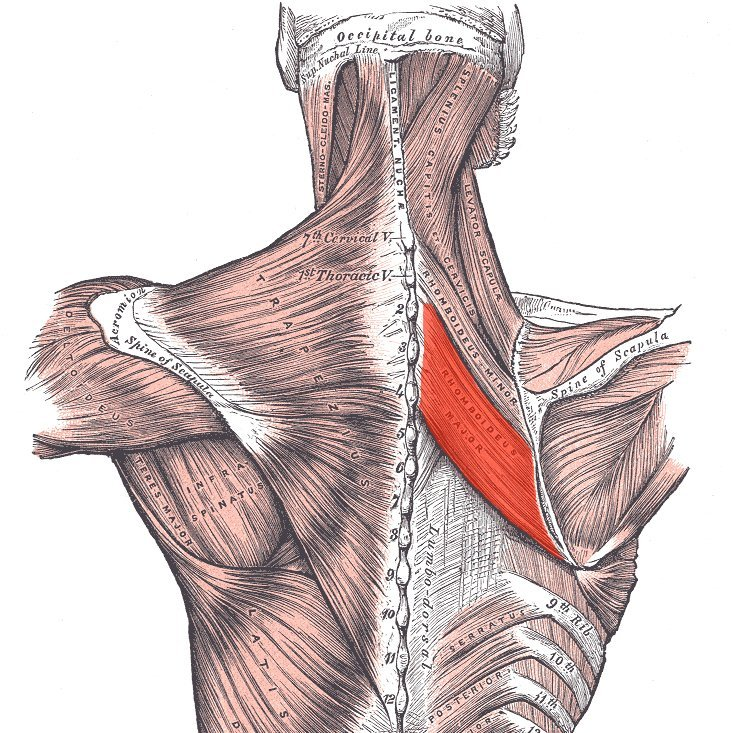 Occipital bone
Sup. Nuchal Line
STERNO-CLEIDO-MAS.
LIGAMENT. NUCHÆ
SPLENIUS CAPITIS
ET CERVICIS
LEVATOR SCAPULÆ
7th Cervical V.
1st Thoracic V.
RHOMBOIDEUS MINOR
2
3
4
5
6
7
8
9
10
11
12
TRAPEZIUS
Acromion
Spine of Scapula
DELTOIDEUS
Spine of Scapula
RHOMBOIDEUS
MAJOR
INFRA
SPINATUS
TERES MAJOR
Lumbo-dorsal
LATIS
D
SERRATUS
POSTERIOR
9th Rib
10th
11th
12